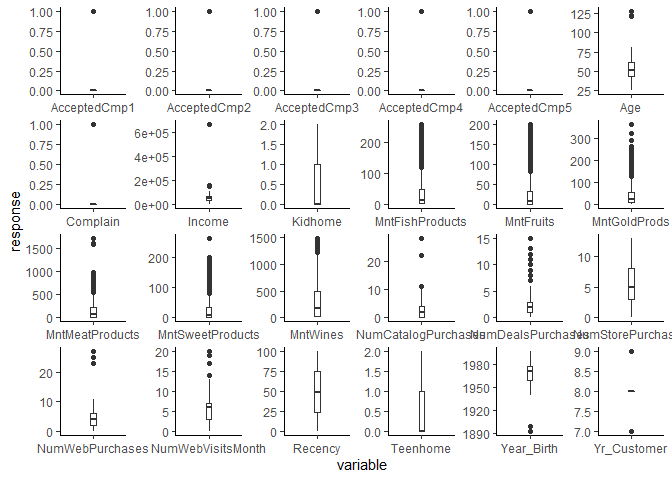 1.00 1.00 1.00 1.00 1.00 125
0.75 0.75 0.75 0.75 0.75 100
0.50 0.50 0.50 0.50 0.50 75
0.25 0.25 0.25 0.25 0.25 50
0.00 0.00 0.00 0.00 0.00 25
AcceptedCmp1 AcceptedCmp2 AcceptedCmp3 AcceptedCmp4 AcceptedCmp5 Age
1.00 6e+05 2.0 200 200 300
0.75 4e+05 1.5 100 150 200
0.50 2e+05 1.0 0 100 100
0.25 0e+00 0.5 50 0
0.00 0.0 0
Complain Income Kidhome MntFishProducts MntFruits MntGoldProds
response
1500 200 1500 20 15 10
1000 100 1000 10 10 5
500 0 500 0 5 0
0 0 0
MntMeatProducts MntSweetProducts MntWines NumCatalogPurchases NumDealsPurchases NumStorePurchas
20 20 100 2.0 1980 9.0
10 15 75 1.5 1950 8.5
0 10 50 1.0 1920 8.0
5 25 0.5 1890 7.5
0 0 0.0 7.0
NumWebPurchases NumWebVisitsMonth Recency Teenhome Year_Birth Yr_Customer
variable